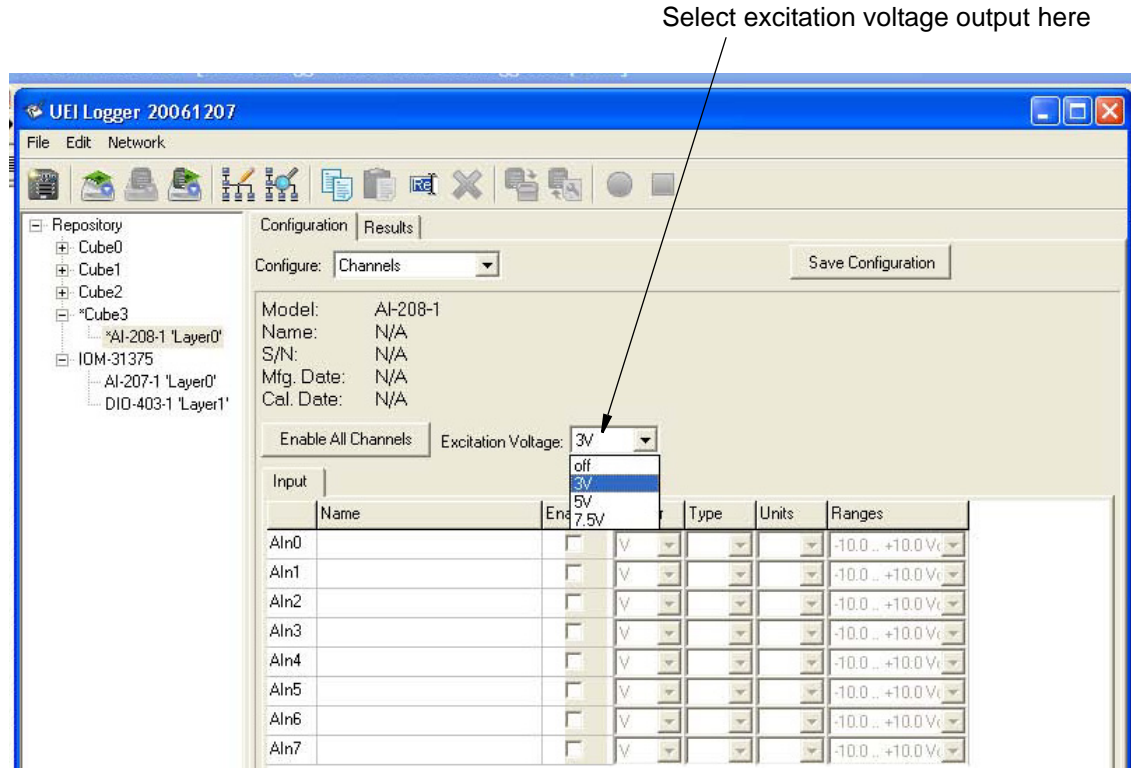 Select excitation voltage output here
UEI Logger 20061207
File Edit Network
Repository
Cube0
Cube1
Cube2
*Cube3
*AI-208-1 'Layer0'
IOM-31375
AI-207-1 'Layer0'
DIO-403-1 'Layer1'
Configuration Results
Configure: Channels Save Configuration
Model: AI-208-1
Name: N/A
S/N: N/A
Mfg. Date: N/A
Cal. Date: N/A
Enable All Channels Excitation Voltage: 3V
off
3V
5V
7.5V
Input
Name Type Units Ranges
AIn0 V -10.0 .. +10.0
AIn1 V -10.0 .. +10.0
AIn2 V -10.0 .. +10.0
AIn3 V -10.0 .. +10.0
AIn4 V -10.0 .. +10.0
AIn5 V -10.0 .. +10.0
AIn6 V -10.0 .. +10.0
AIn7 V -10.0 .. +10.0